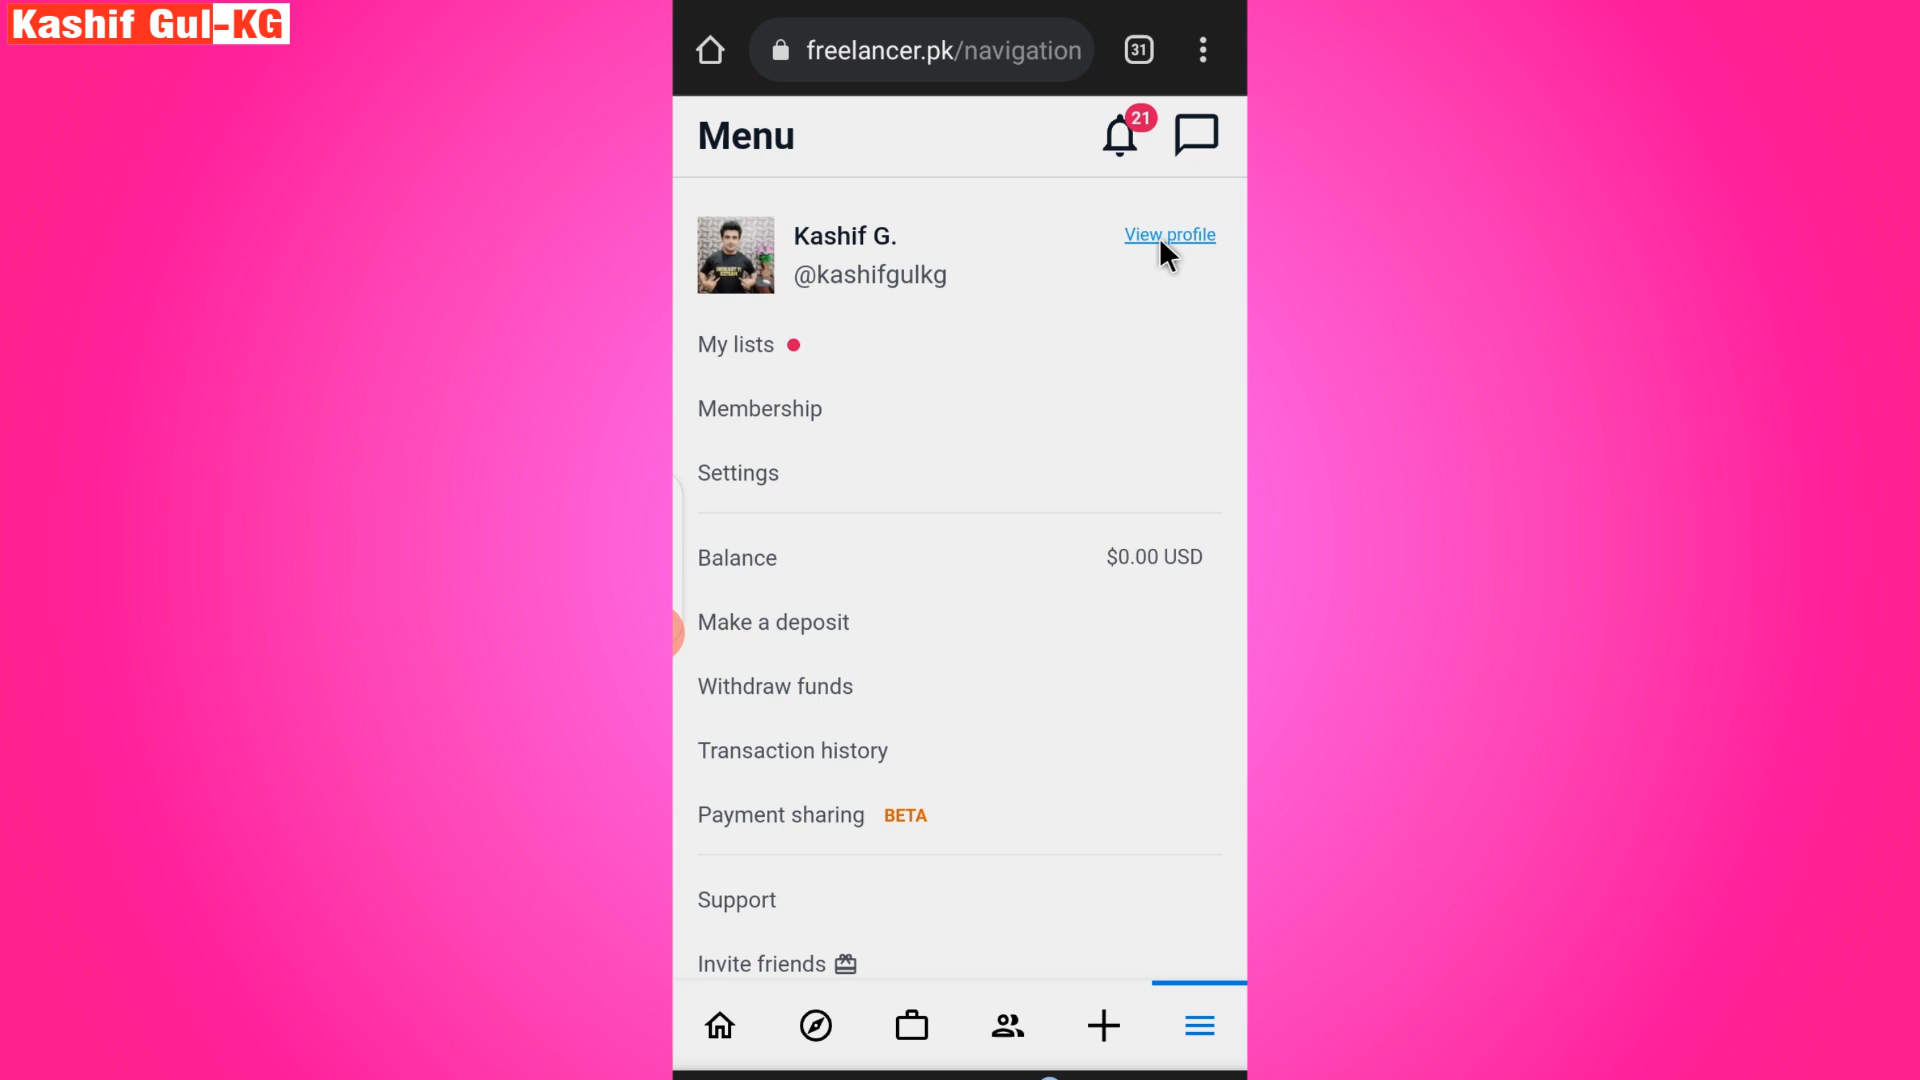 Kashif Gul-KG
freelancer.pk/navigation
31
Menu
21
Kashif G.
View profile
@kashifgulkg
My lists
Membership
Settings
Balance
$0.00 USD
Make a deposit
Withdraw funds
Transaction history
Payment sharing BETA
Support
Invite friends